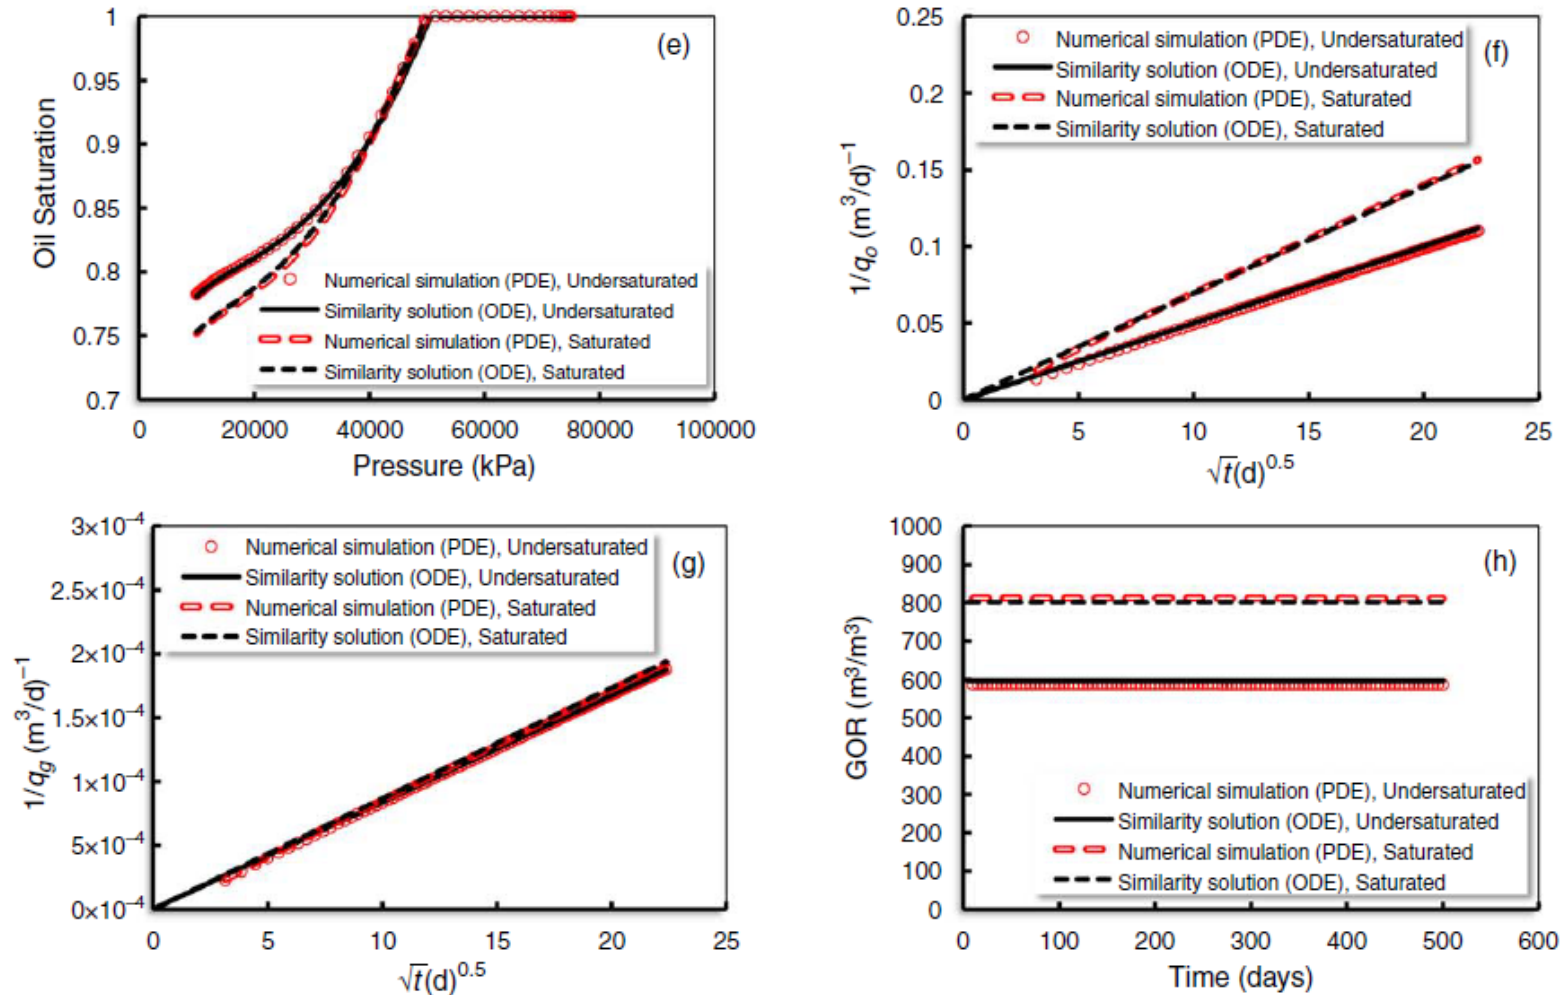 (e)
Oil Saturation
1
0.95
0.9
0.85
0.8
0.75
0.7
Numerical simulation (PDE), Undersaturated
Similarity solution (ODE), Undersaturated
Numerical simulation (PDE), Saturated
Similarity solution (ODE), Saturated
0 20000 40000 60000 80000 100000
Pressure (kPa)
(f)
1/qo (m³/d)⁻¹
0.25
0.2
0.15
0.1
0.05
0
Numerical simulation (PDE), Undersaturated
Similarity solution (ODE), Undersaturated
Numerical simulation (PDE), Saturated
Similarity solution (ODE), Saturated
0 5 10 15 20 25
√t(d)^0.5
(g)
1/qg (m³/d)⁻¹
3×10⁻⁴
2.5×10⁻⁴
2×10⁻⁴
1.5×10⁻⁴
1×10⁻⁴
5×10⁻⁴
0×10⁻⁴
Numerical simulation (PDE), Undersaturated
Similarity solution (ODE), Undersaturated
Numerical simulation (PDE), Saturated
Similarity solution (ODE), Saturated
0 5 10 15 20 25
√t(d)^0.5
(h)
GOR (m³/m³)
1000
900
800
700
600
500
400
300
200
100
0
Numerical simulation (PDE), Undersaturated
Similarity solution (ODE), Undersaturated
Numerical simulation (PDE), Saturated
Similarity solution (ODE), Saturated
0 100 200 300 400 500 600
Time (days)